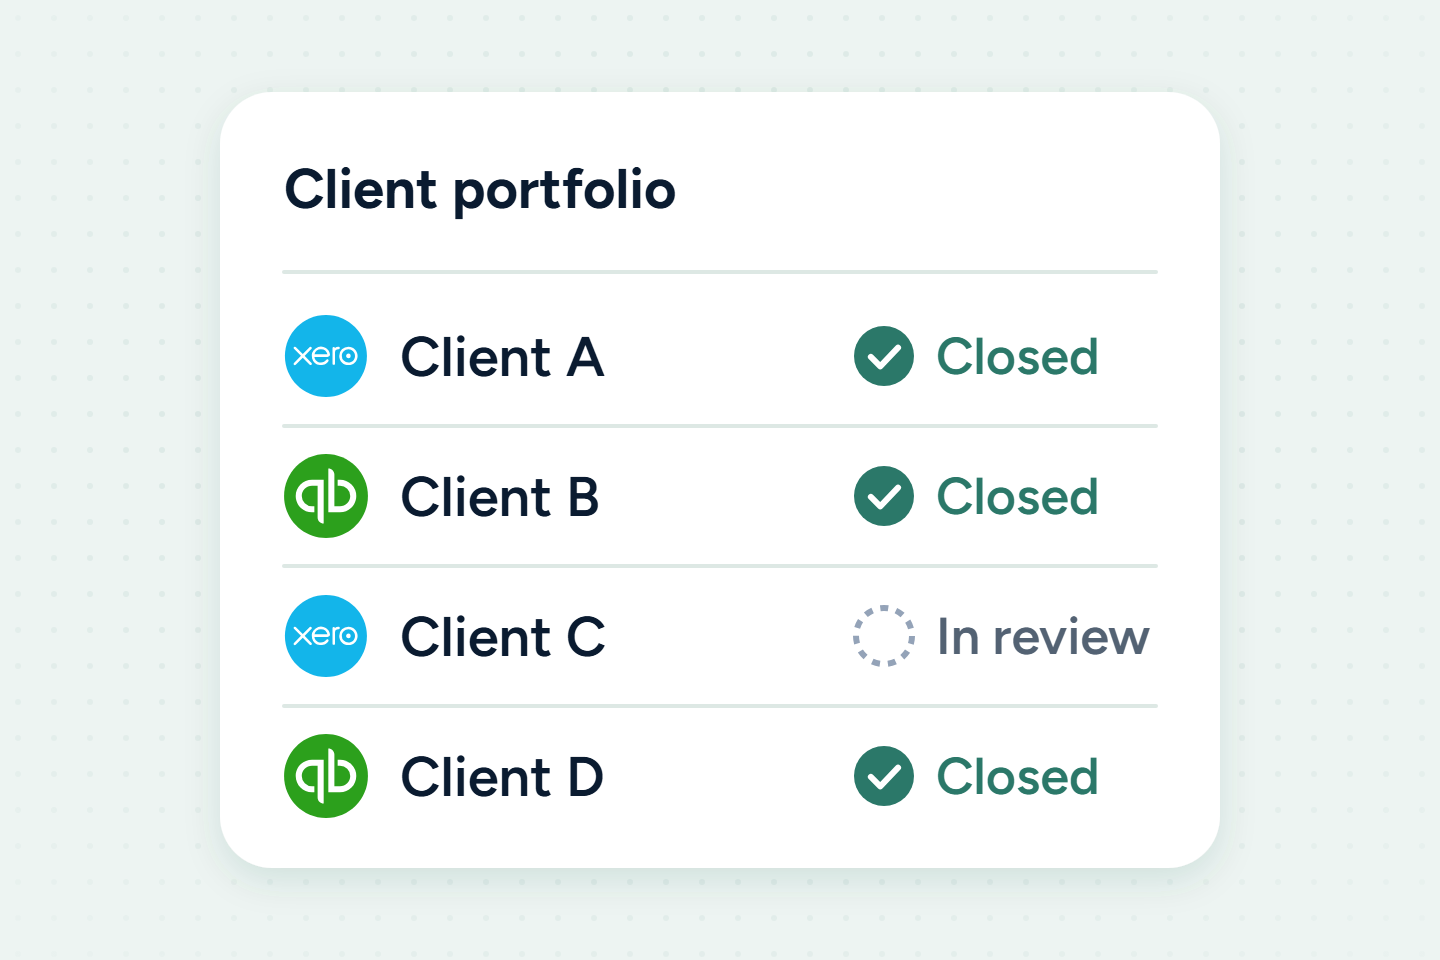 Client portfolio
xero Client A Closed
qb Client B Closed
xero Client C In review
qb Client D Closed